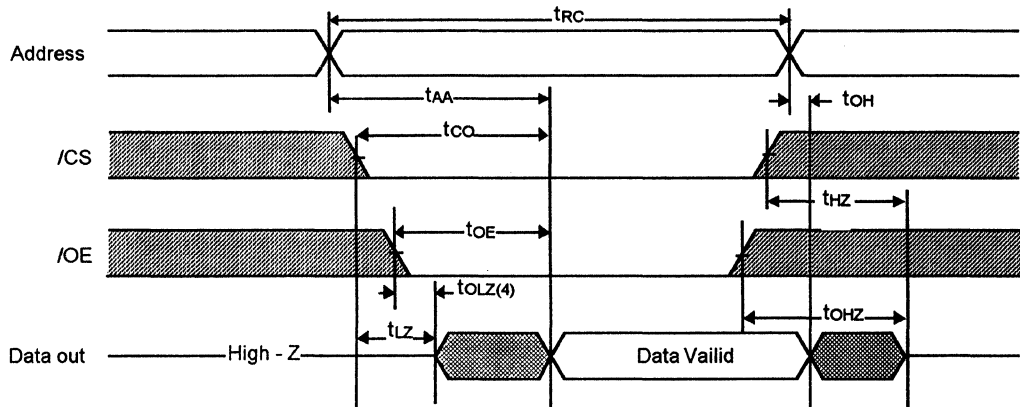 tRC
Address
tAA
tOH
tCO
/CS
tHZ
tOE
/OE
tOLZ(4)
tOHZ
tLZ
Data out
High - Z
Data Vailid